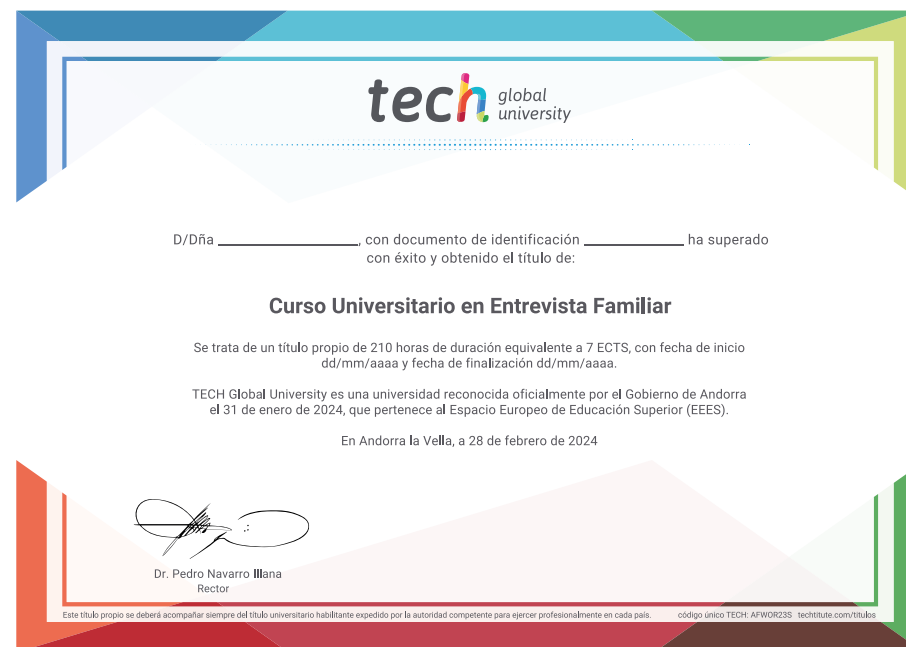 tech global university
D/Dña ____________________, con documento de identificación ______________ ha superado
con éxito y obtenido el título de:
Curso Universitario en Entrevista Familiar
Se trata de un título propio de 210 horas de duración equivalente a 7 ECTS, con fecha de inicio
dd/mm/aaaa y fecha de finalización dd/mm/aaaa.
TECH Global University es una universidad reconocida oficialmente por el Gobierno de Andorra
el 31 de enero de 2024, que pertenece al Espacio Europeo de Educación Superior (EEES).
En Andorra la Vella, a 28 de febrero de 2024
Dr. Pedro Navarro Illana
Rector
Este título propio se deberá acompañar siempre del título universitario habilitante expedido por la autoridad competente para ejercer profesionalmente en cada país. código único TECH: AFWOR23S techtitute.com/titulos